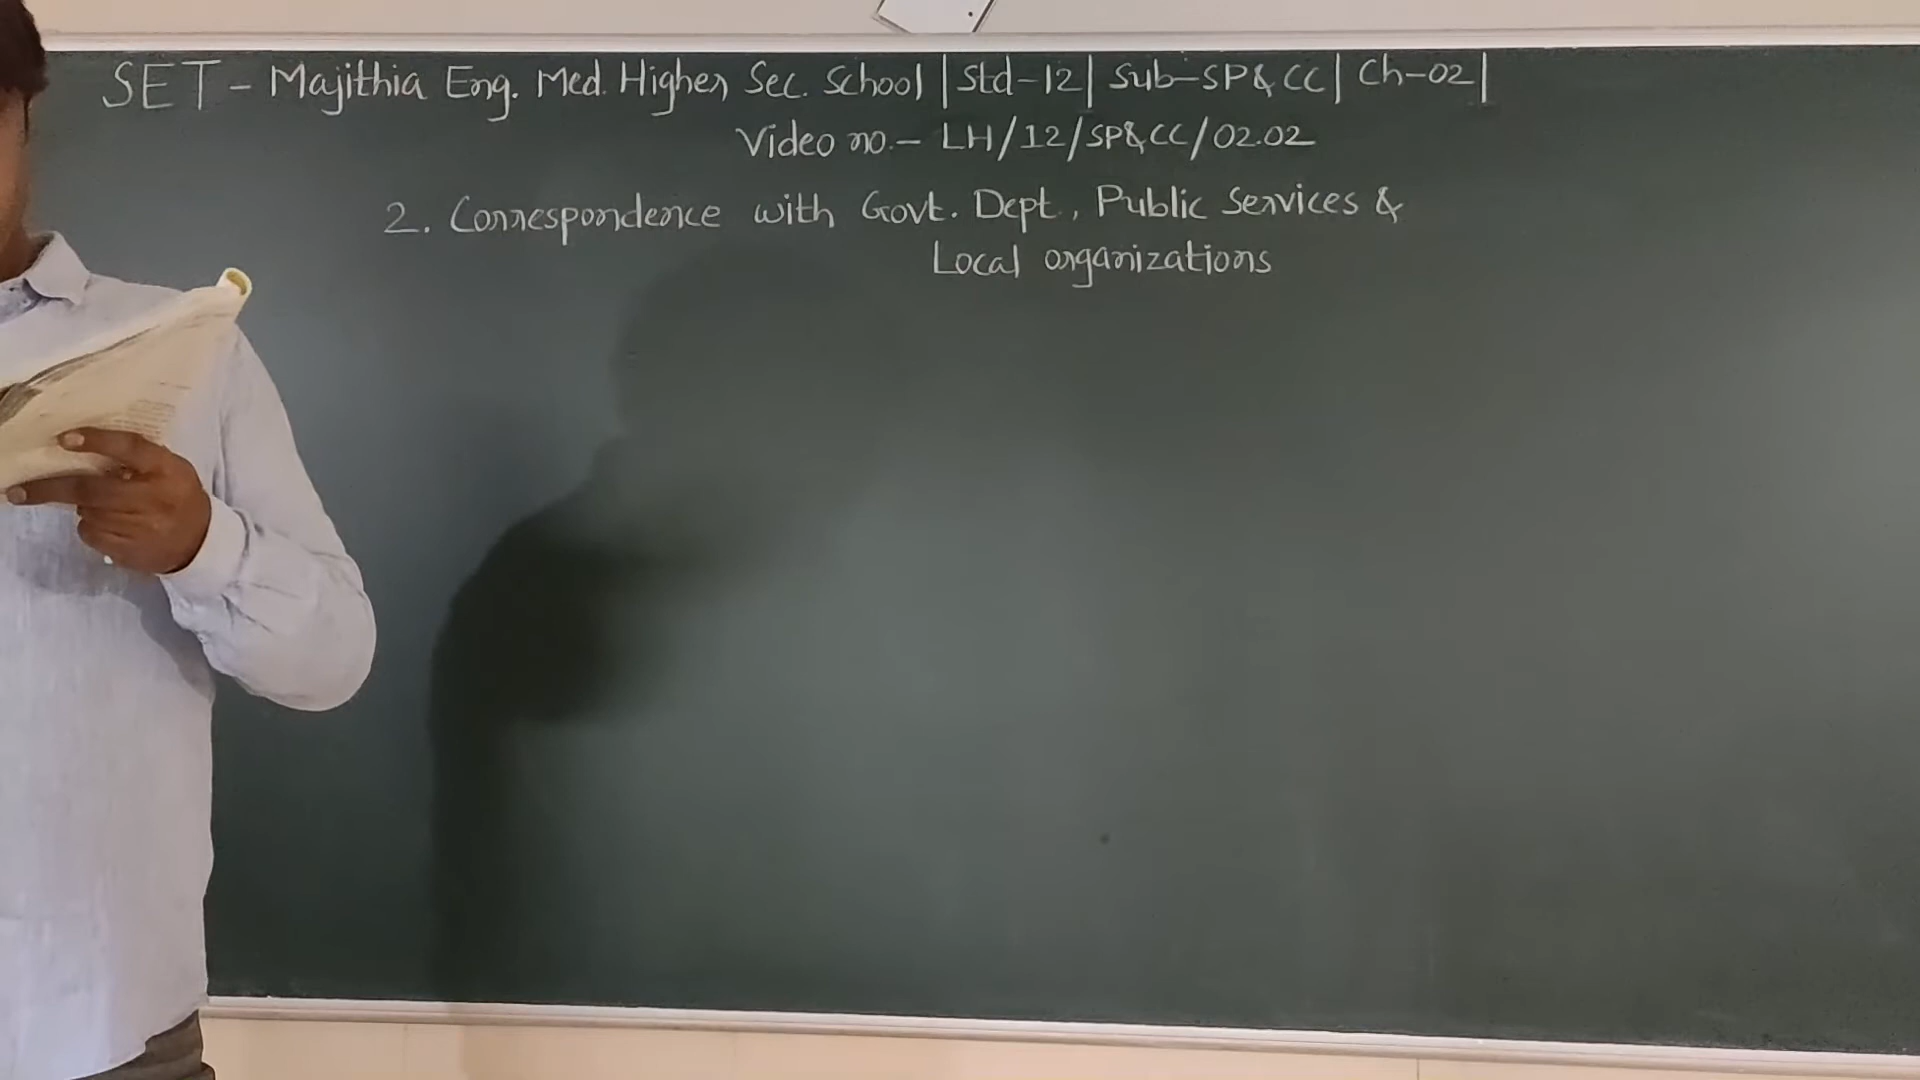 SET - Majithia Eng. Med. Higher Sec. School | Std-12 | Sub-SP & CC | Ch-02 |
Video no. - LH/12/SP&CC/02.02
2. Correspondence with Govt. Dept., Public Services &
Local organizations